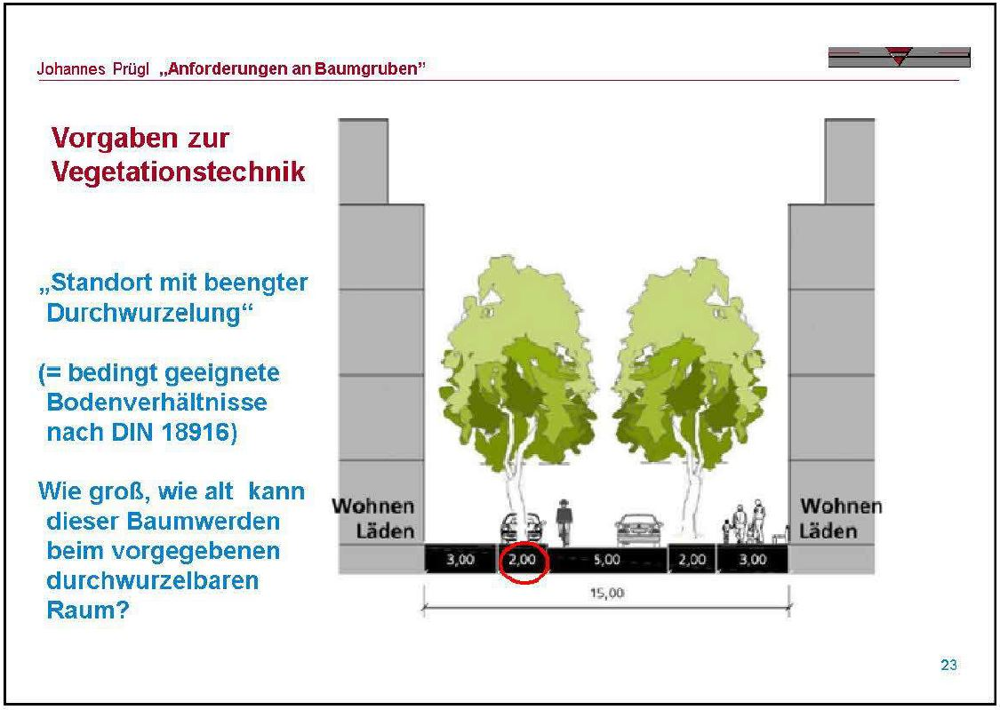 Johannes Prügl „Anforderungen an Baumgruben”
Vorgaben zur
Vegetationstechnik
„Standort mit beengter
Durchwurzelung“
(= bedingt geeignete
Bodenverhältnisse
nach DIN 18916)
Wie groß, wie alt kann
dieser Baumwerden
beim vorgegebenen
durchwurzelbaren
Raum?
Wohnen
Läden
Wohnen
Läden
3,00 2,00 5,00 2,00 3,00
15,00
23